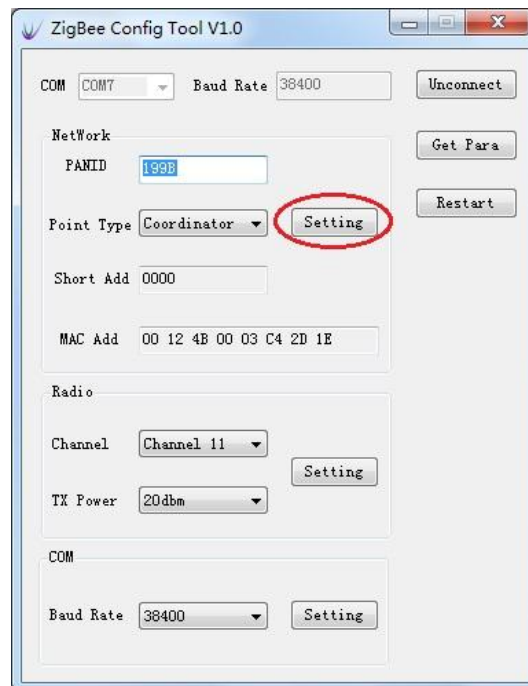 ZigBee Config Tool V1.0
COM COM7 Baud Rate 38400 Unconnect
NetWork
Get Para
PANID 199B
Restart
Point Type Coordinator Setting
Short Add 0000
MAC Add 00 12 4B 00 03 C4 2D 1E
Radio
Channel Channel 11
Setting
TX Power 20dbm
COM
Baud Rate 38400 Setting